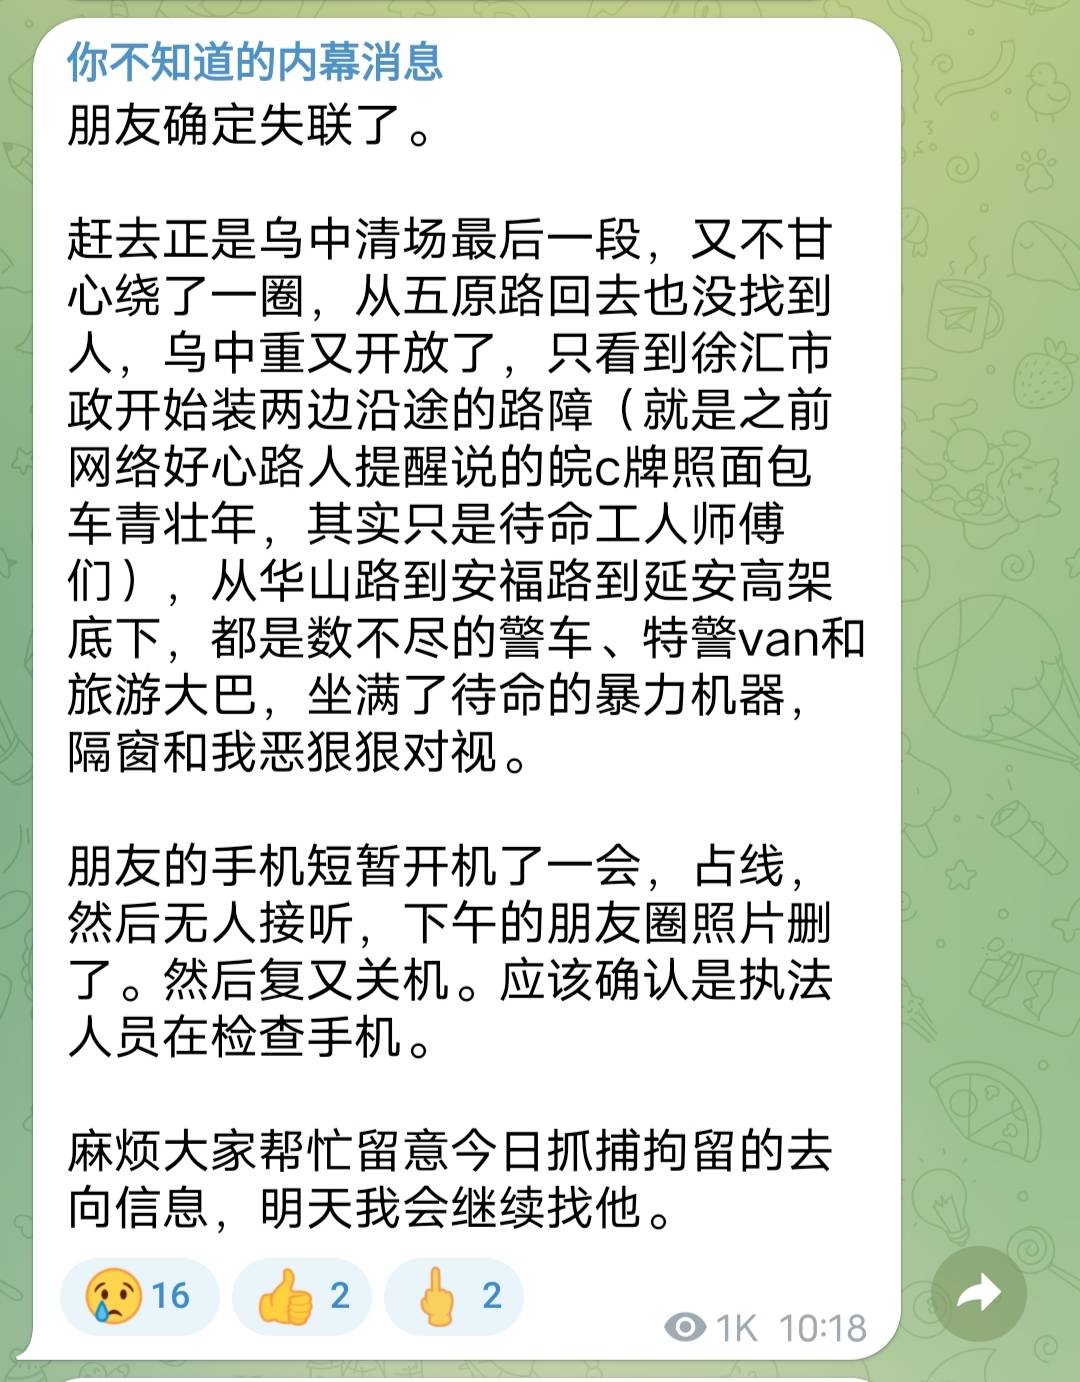 你不知道的内幕消息
朋友确定失联了。
赶去正是乌中清场最后一段，又不甘
心绕了一圈，从五原路回去也没找到
人，乌中重又开放了，只看到徐汇市
政开始装两边沿途的路障（就是之前
网络好心路人提醒说的皖c牌照面包
车青壮年，其实只是待命工人师傅
们），从华山路到安福路到延安高架
底下，都是数不尽的警车、特警van和
旅游大巴，坐满了待命的暴力机器，
隔窗和我恶狠狠对视。
朋友的手机短暂开机了一会，占线，
然后无人接听，下午的朋友圈照片删
了。然后复又关机。应该确认是执法
人员在检查手机。
麻烦大家帮忙留意今日抓捕拘留的去
向信息，明天我会继续找他。
16 2 2
1K 10:18